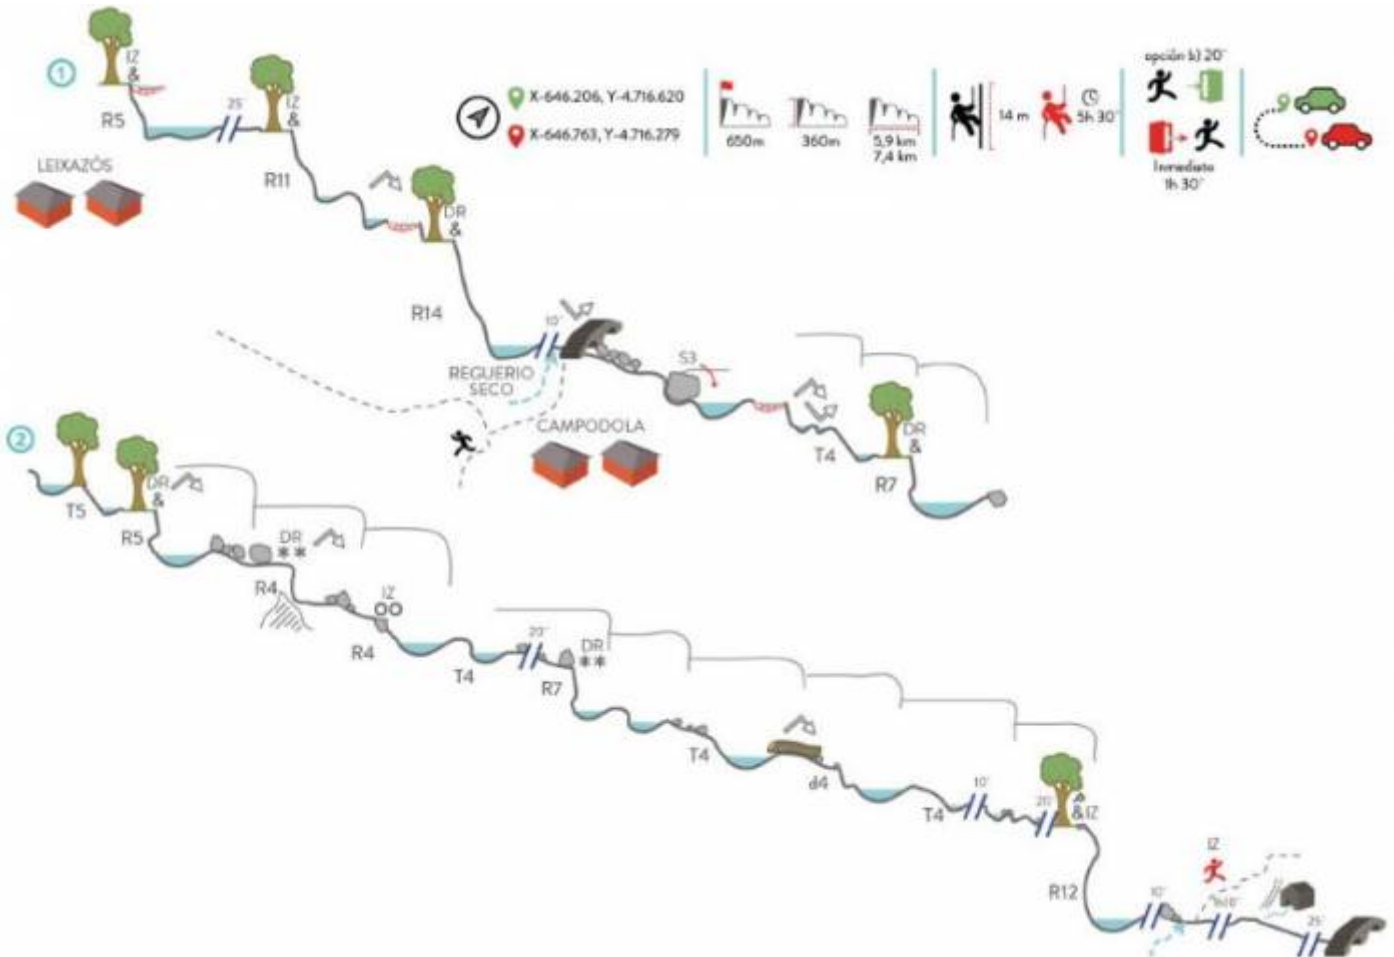 1
IZ
&
R5
25´
IZ
&
R11
LEIXAZÓS
X-646.206, Y-4.716.620
X-646.763, Y-4.716.279
650m
360m
5,9 km
7,4 km
14 m
5h 30´
opción b) 20´
Inmediato
1h 30´
DR
&
R14
10´
REGUERIO
SECO
CAMPODOLA
S3
T4
DR
&
R7
2
T5
DR
&
R5
DR
**
R4
IZ
R4
T4
20´
DR
**
R7
T4
d4
T4
10´
20´
& IZ
R12
10´
IZ
25´